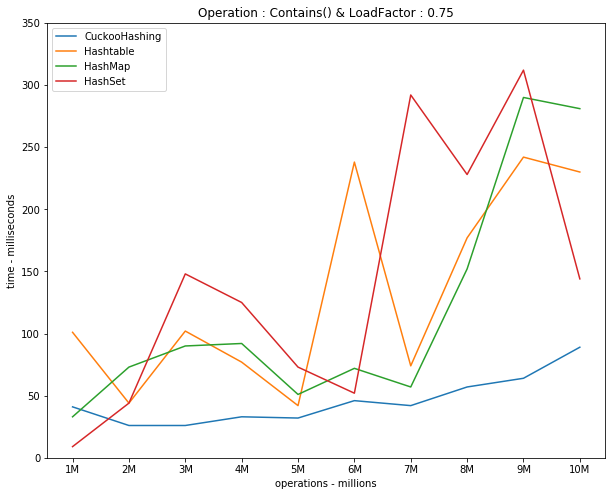 Operation : Contains() & LoadFactor : 0.75
CuckooHashing
Hashtable
HashMap
HashSet
350
300
250
200
150
100
50
0
time - milliseconds
1M 2M 3M 4M 5M 6M 7M 8M 9M 10M
operations - millions